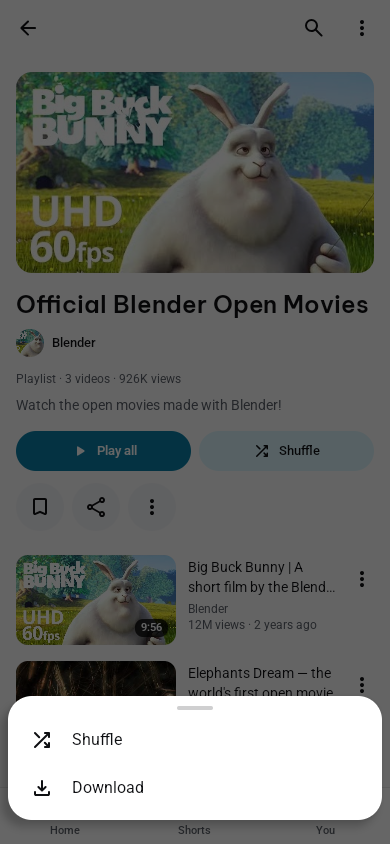 Big Buck
BUNNY
UHD
60fps
Official Blender Open Movies
Blender
Playlist · 3 videos · 926K views
Watch the open movies made with Blender!
Play all
Shuffle
Big Buck
BUNNY
UHD
60fps
9:56
Big Buck Bunny | A
short film by the Blend…
Blender
12M views · 2 years ago
Elephants Dream — the
world's first open movie
Shuffle
Download
Home
Shorts
You